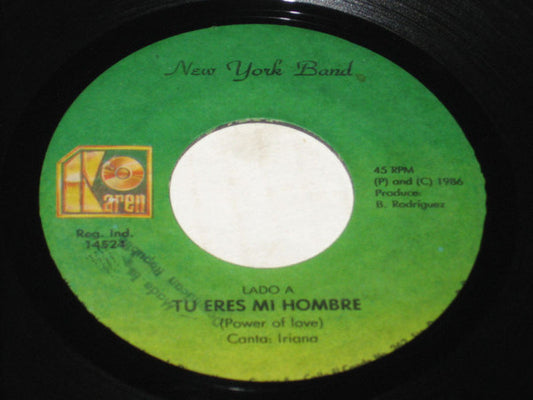 New York Band
Karen
45 RPM
(P) and (C) 1986
Produce:
B. Rodriguez
Reg. Ind.
14524
LADO A
TU ERES MI HOMBRE
(Power of love)
Canta: Iriana